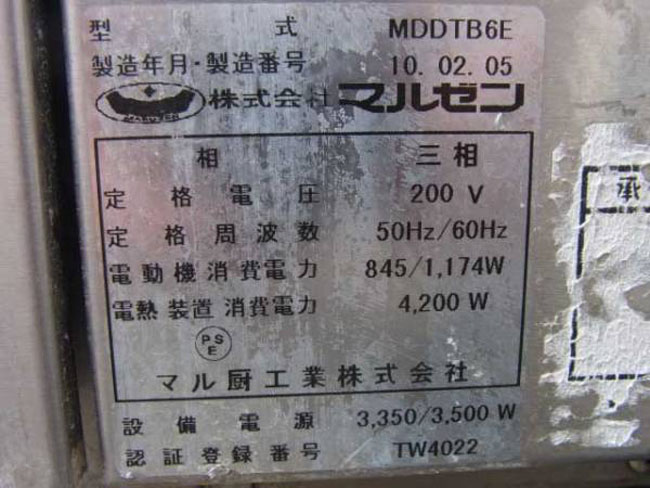 型式 MDDTB6E
製造年月・製造番号 10. 02. 05
株式会社マルゼン
相 三相
定格電圧 200 V
定格周波数 50Hz/60Hz
電動機消費電力 845/1,174W
電熱装置消費電力 4,200 W
PS
E
マル厨工業株式会社
設備電源 3,350/3,500 W
認証登録番号 TW4022
承